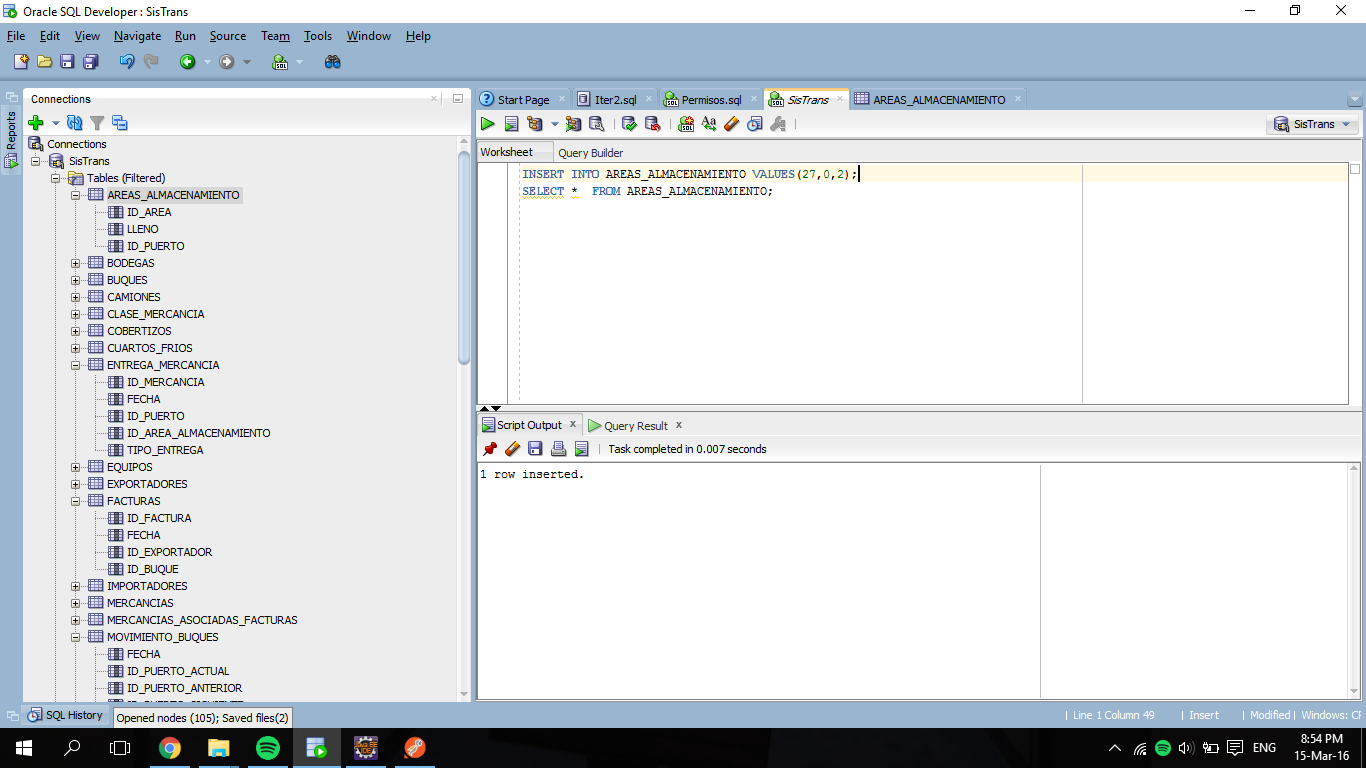 Oracle SQL Developer : SisTrans
File Edit View Navigate Run Source Team Tools Window Help
Reports
Connections
Connections
SisTrans
Tables (Filtered)
AREAS_ALMACENAMIENTO
ID_AREA
LLENO
ID_PUERTO
BODEGAS
BUQUES
CAMIONES
CLASE_MERCANCIA
COBERTIZOS
CUARTOS_FRIOS
ENTREGA_MERCANCIA
ID_MERCANCIA
FECHA
ID_PUERTO
ID_AREA_ALMACENAMIENTO
TIPO_ENTREGA
EQUIPOS
EXPORTADORES
FACTURAS
ID_FACTURA
FECHA
ID_EXPORTADOR
ID_BUQUE
IMPORTADORES
MERCANCIAS
MERCANCIAS_ASOCIADAS_FACTURAS
MOVIMIENTO_BUQUES
FECHA
ID_PUERTO_ACTUAL
ID_PUERTO_ANTERIOR
Start Page Iter2.sql Permisos.sql SisTrans AREAS_ALMACENAMIENTO
SisTrans
Worksheet Query Builder
INSERT INTO AREAS_ALMACENAMIENTO VALUES(27,0,2);
SELECT * FROM AREAS_ALMACENAMIENTO;
Script Output x Query Result x
Task completed in 0.007 seconds
1 row inserted.
SQL History Opened nodes (105); Saved files(2)
| Line 1 Column 49 | Insert | Modified | Windows: CF
ENG 8:54 PM
15-Mar-16